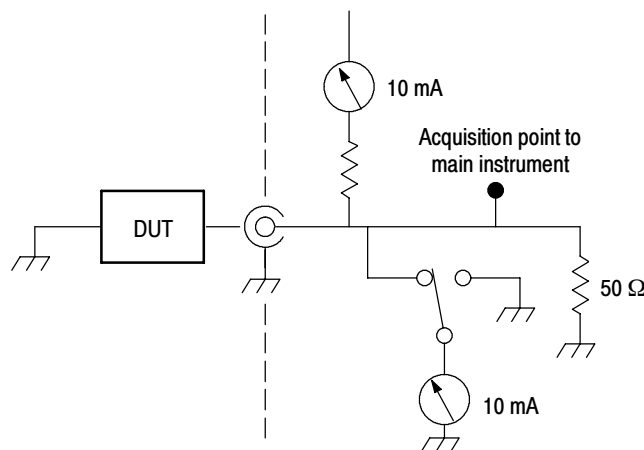 10 mA
Acquisition point to
main instrument
DUT
50 Ω
10 mA